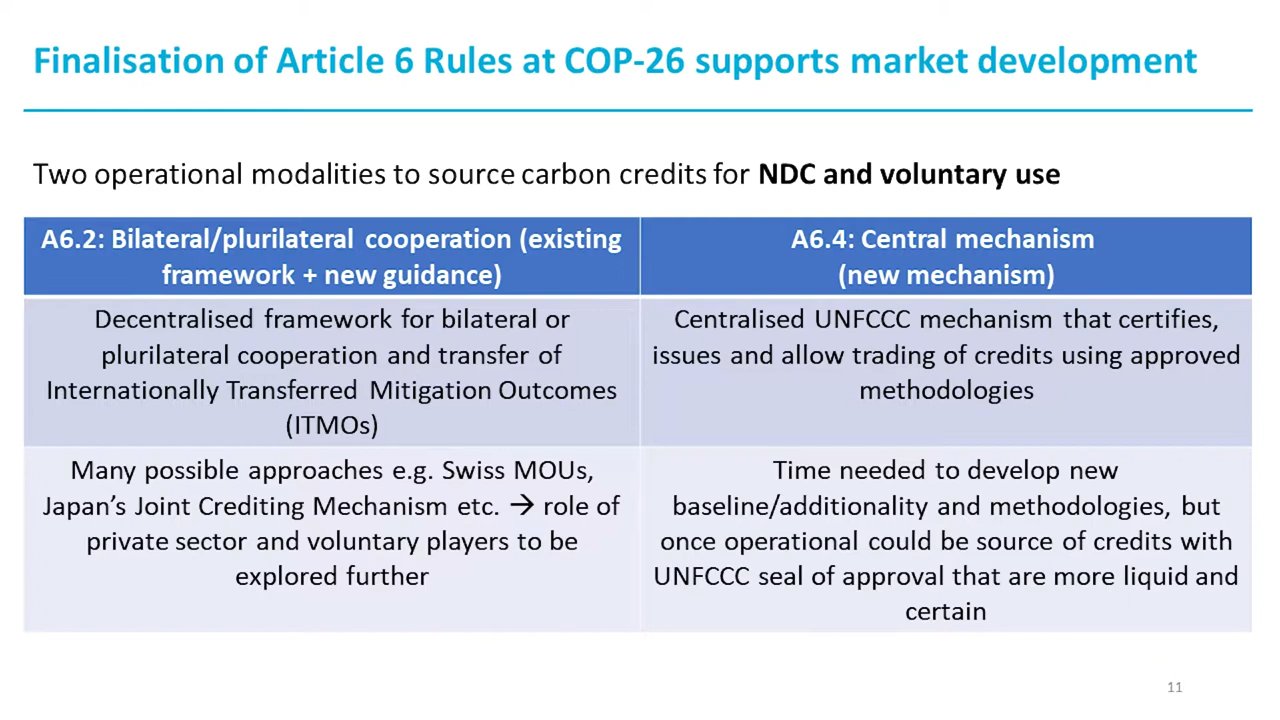 Finalisation of Article 6 Rules at COP-26 supports market development
Two operational modalities to source carbon credits for NDC and voluntary use
A6.2: Bilateral/plurilateral cooperation (existing
framework + new guidance)
A6.4: Central mechanism
(new mechanism)
Decentralised framework for bilateral or
plurilateral cooperation and transfer of
Internationally Transferred Mitigation Outcomes
(ITMOs)
Centralised UNFCCC mechanism that certifies,
issues and allow trading of credits using approved
methodologies
Many possible approaches e.g. Swiss MOUs,
Japan’s Joint Crediting Mechanism etc. → role of
private sector and voluntary players to be
explored further
Time needed to develop new
baseline/additionality and methodologies, but
once operational could be source of credits with
UNFCCC seal of approval that are more liquid and
certain
11